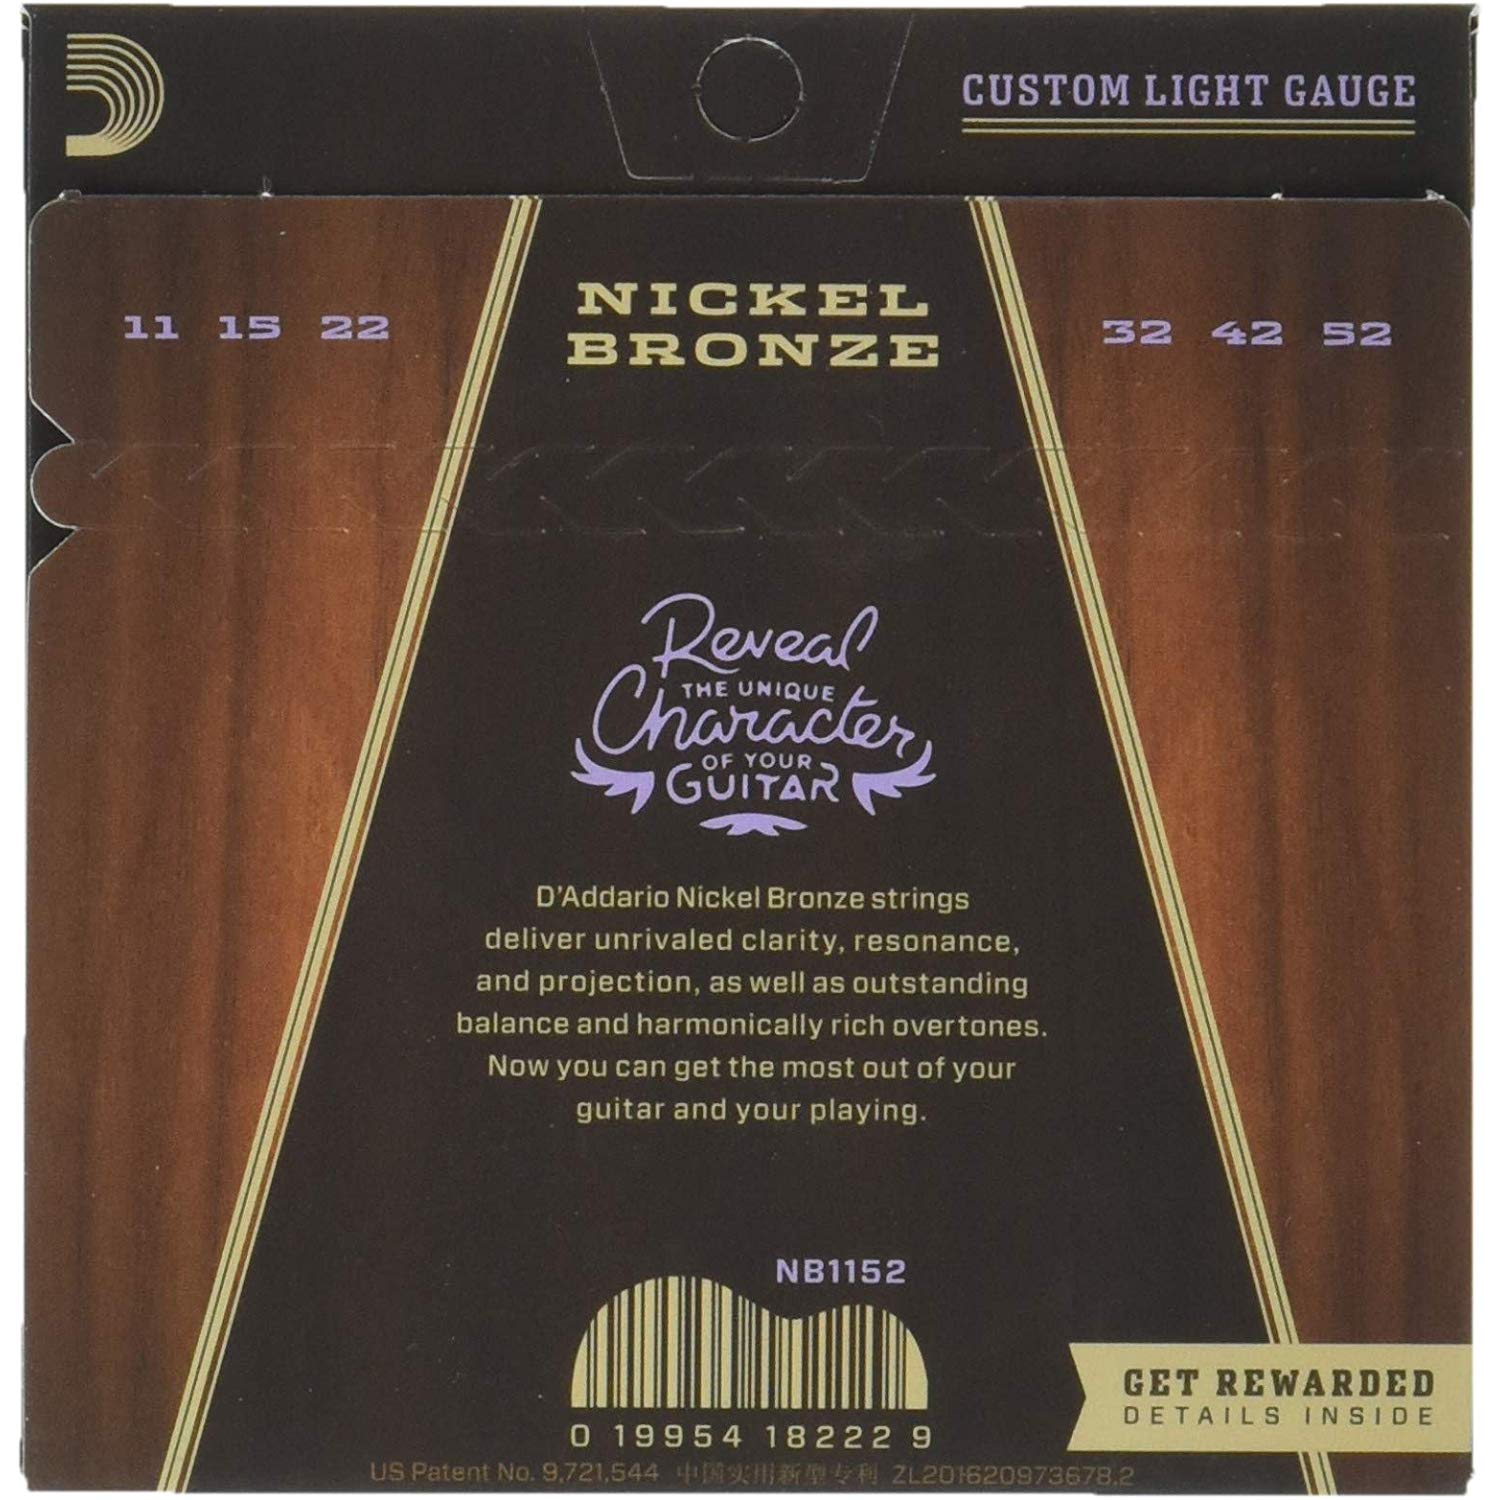 CUSTOM LIGHT GAUGE
NICKEL
BRONZE
11 15 22
32 42 52
Reveal
THE UNIQUE
Character
OF YOUR
GUITAR
D'Addario Nickel Bronze strings
deliver unrivaled clarity, resonance,
and projection, as well as outstanding
balance and harmonically rich overtones.
Now you can get the most out of your
guitar and your playing.
NB1152
0 19954 18222 9
GET REWARDED
DETAILS INSIDE
US Patent No. 9,721,544 中国实用新型专利 ZL201620973678.2